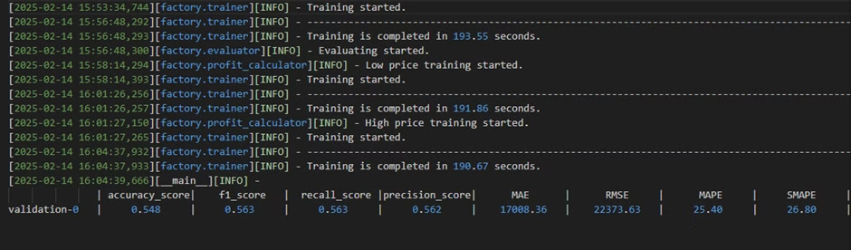 [2025-02-14 15:53:34,744][factory.trainer][INFO] - Training started.
[2025-02-14 15:56:48,292][factory.trainer][INFO] - --------------------------------------------------------------------------------
[2025-02-14 15:56:48,293][factory.trainer][INFO] - Training is completed in 193.55 seconds.
[2025-02-14 15:56:48,300][factory.evaluator][INFO] - Evaluating started.
[2025-02-14 15:58:14,294][factory.profit_calculator][INFO] - Low price training started.
[2025-02-14 15:58:14,393][factory.trainer][INFO] - Training started.
[2025-02-14 16:01:26,256][factory.trainer][INFO] - --------------------------------------------------------------------------------
[2025-02-14 16:01:26,257][factory.trainer][INFO] - Training is completed in 191.86 seconds.
[2025-02-14 16:01:27,150][factory.profit_calculator][INFO] - High price training started.
[2025-02-14 16:01:27,265][factory.trainer][INFO] - Training started.
[2025-02-14 16:04:37,932][factory.trainer][INFO] - --------------------------------------------------------------------------------
[2025-02-14 16:04:37,933][factory.trainer][INFO] - Training is completed in 190.67 seconds.
[2025-02-14 16:04:39,666][__main__][INFO] -
| accuracy_score| f1_score | recall_score |precision_score| MAE | RMSE | MAPE | SMAPE
validation-0 | 0.548 | 0.563 | 0.563 | 0.562 | 17008.36 | 22373.63 | 25.40 | 26.80